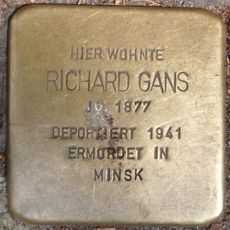 HIER WOHNTE
RICHARD GANS
JG. 1877
DEPORTIERT 1941
ERMORDET IN
MINSK